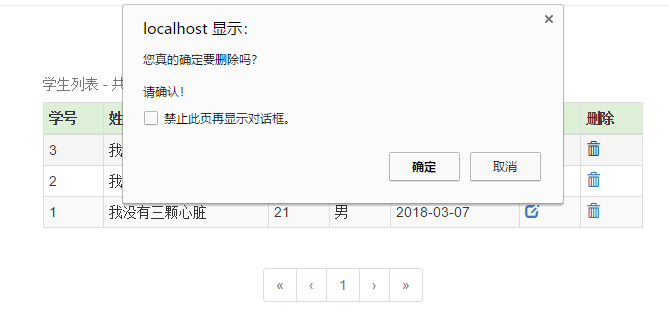 localhost 显示:
您真的确定要删除吗?
请确认!
禁止此页再显示对话框。
确定 取消
学生列表 - 共
学号 姓 删除
3 我
2 我
1 我没有三颗心脏 21 男 2018-03-07
« ‹ 1 › »